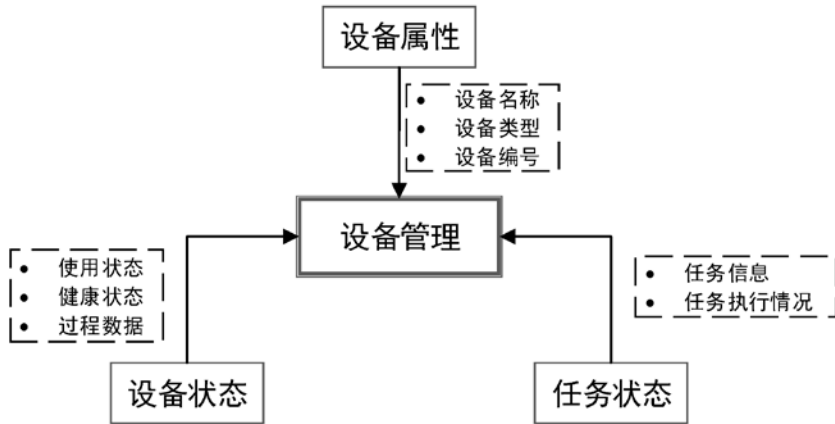 设备属性
• 设备名称
• 设备类型
• 设备编号
设备管理
• 使用状态
• 健康状态
• 过程数据
• 任务信息
• 任务执行情况
设备状态
任务状态